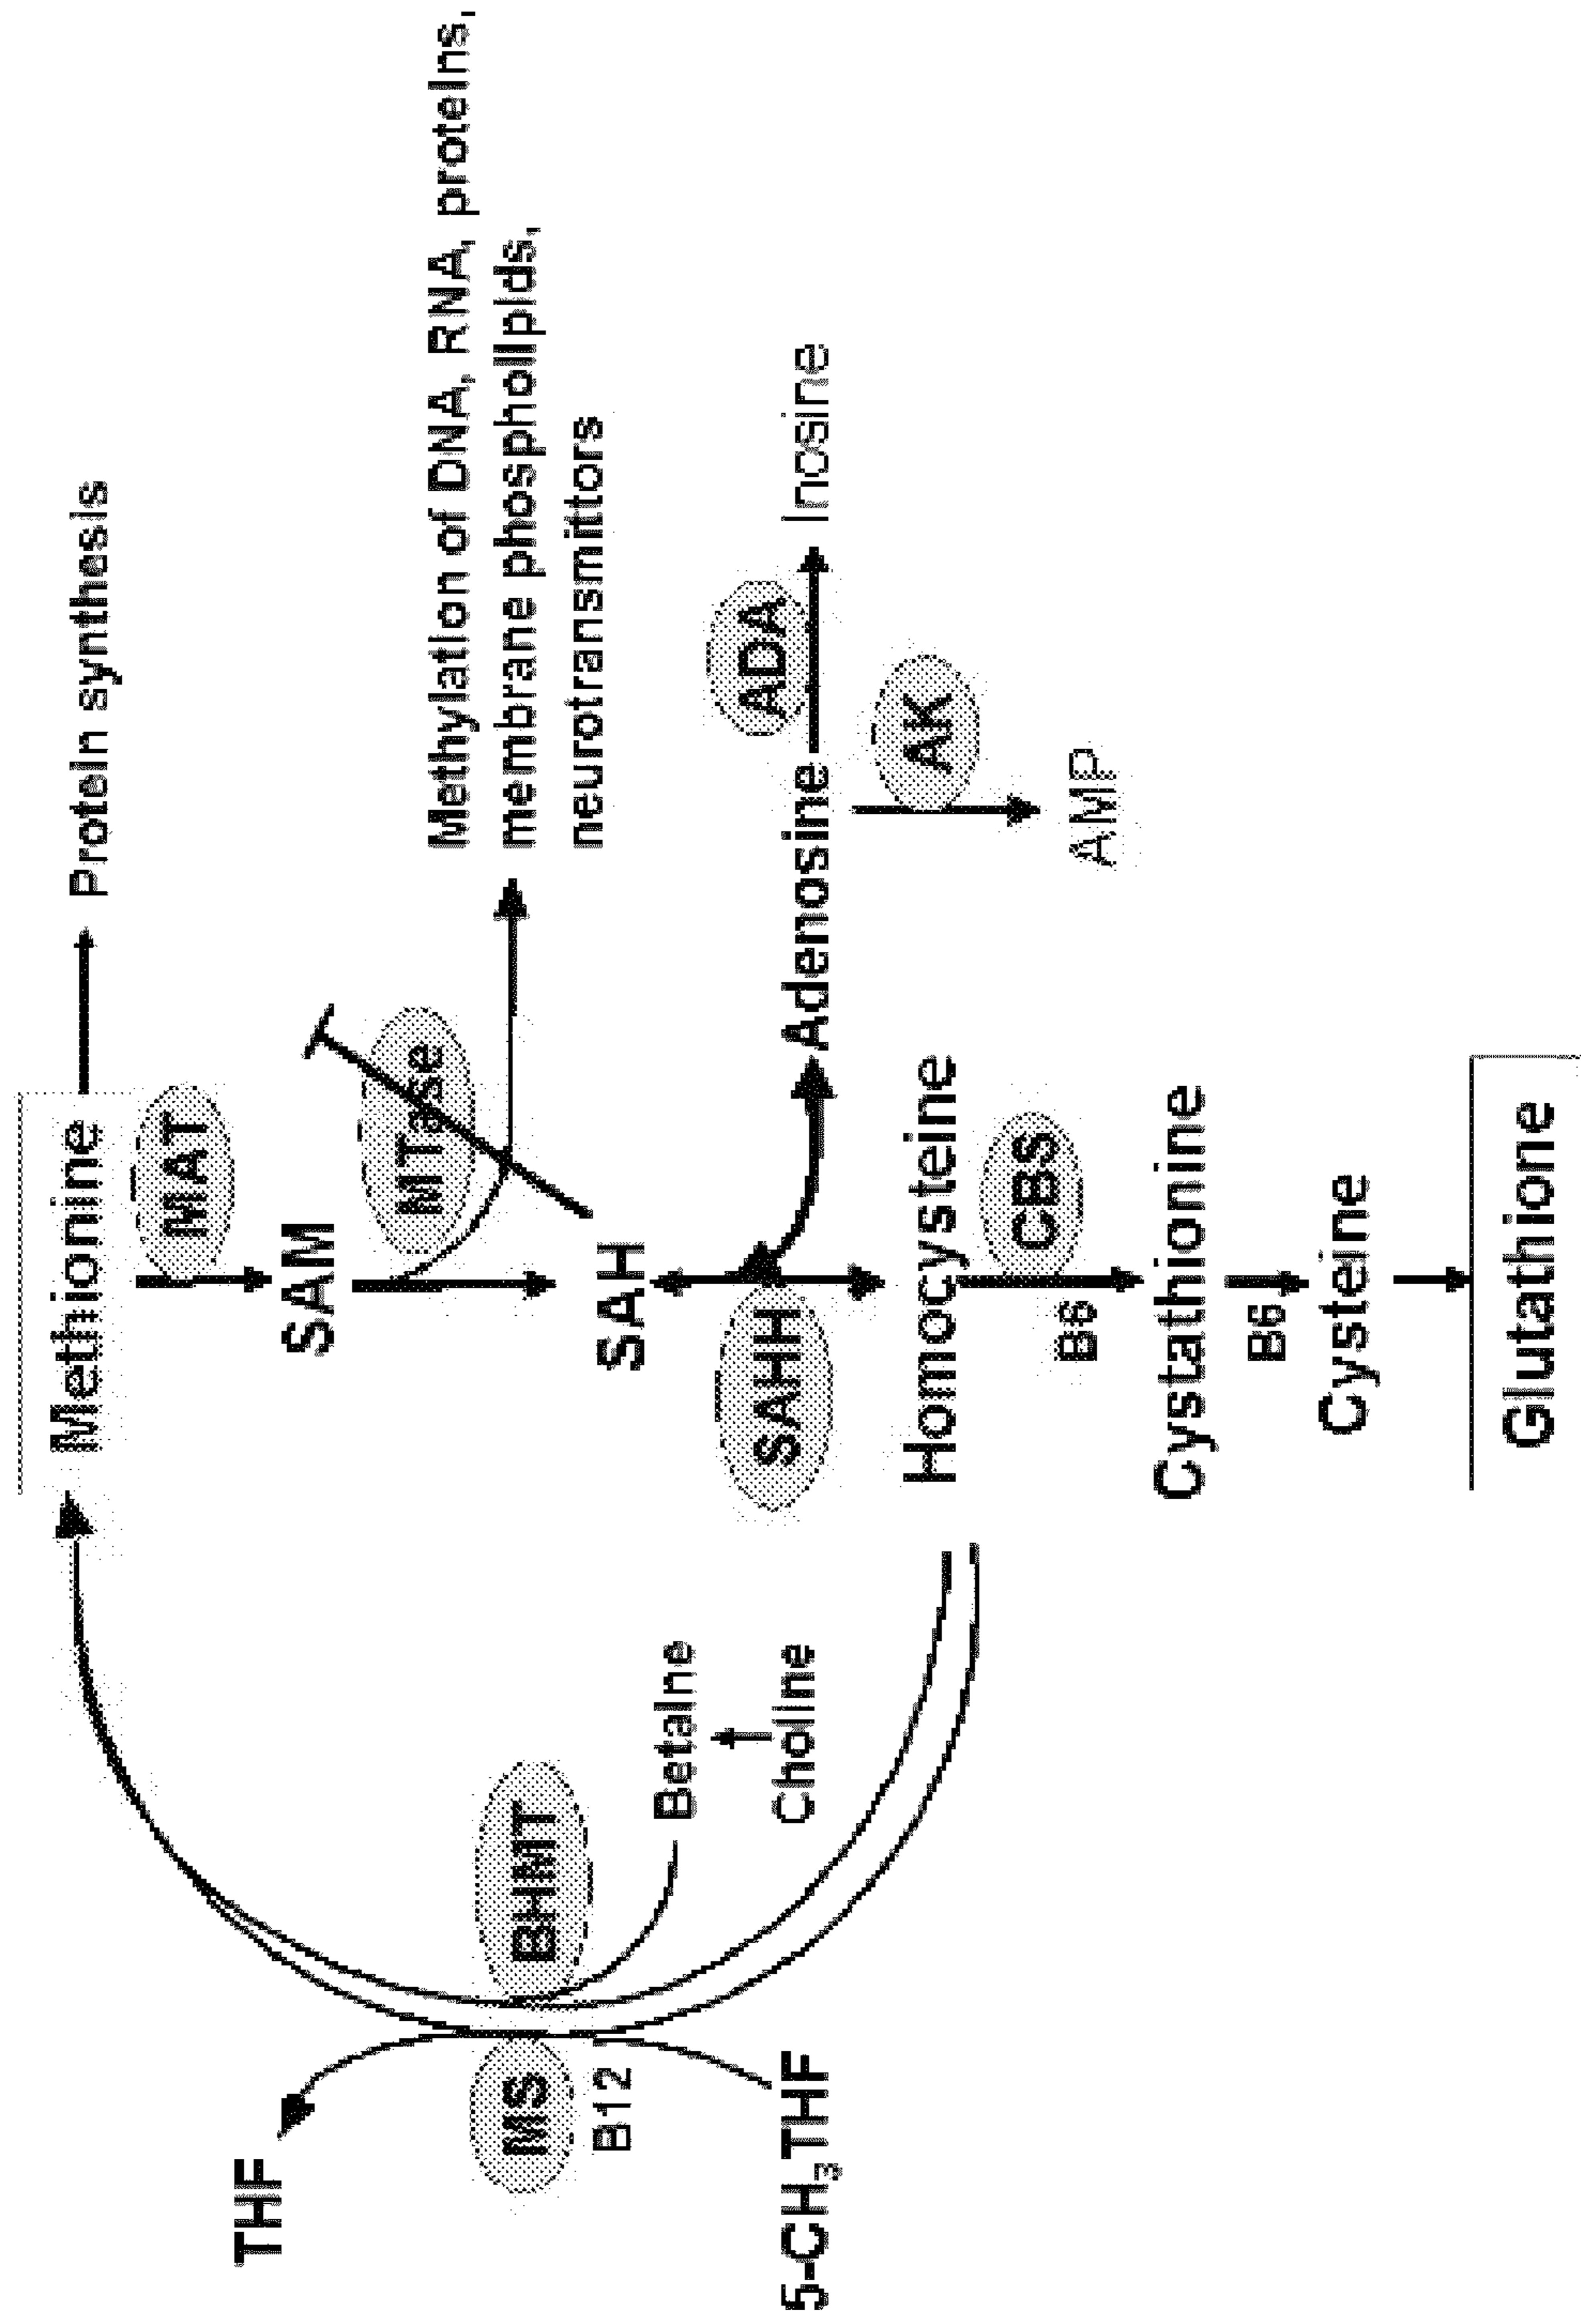 Methionine
Protein synthesis
MAT
SAM
MTase
Methylation of DNA, RNA, proteins,
membrane phospholipids,
neurotransmittors
THF
MS
B12
5-CH₃THF
BHMT
Betaine
Choline
SAH
SAHH
Adenosine
ADA
Inosine
AK
AMP
Homocysteine
CBS
B6
Cystathionine
B6
Cysteine
Glutathione